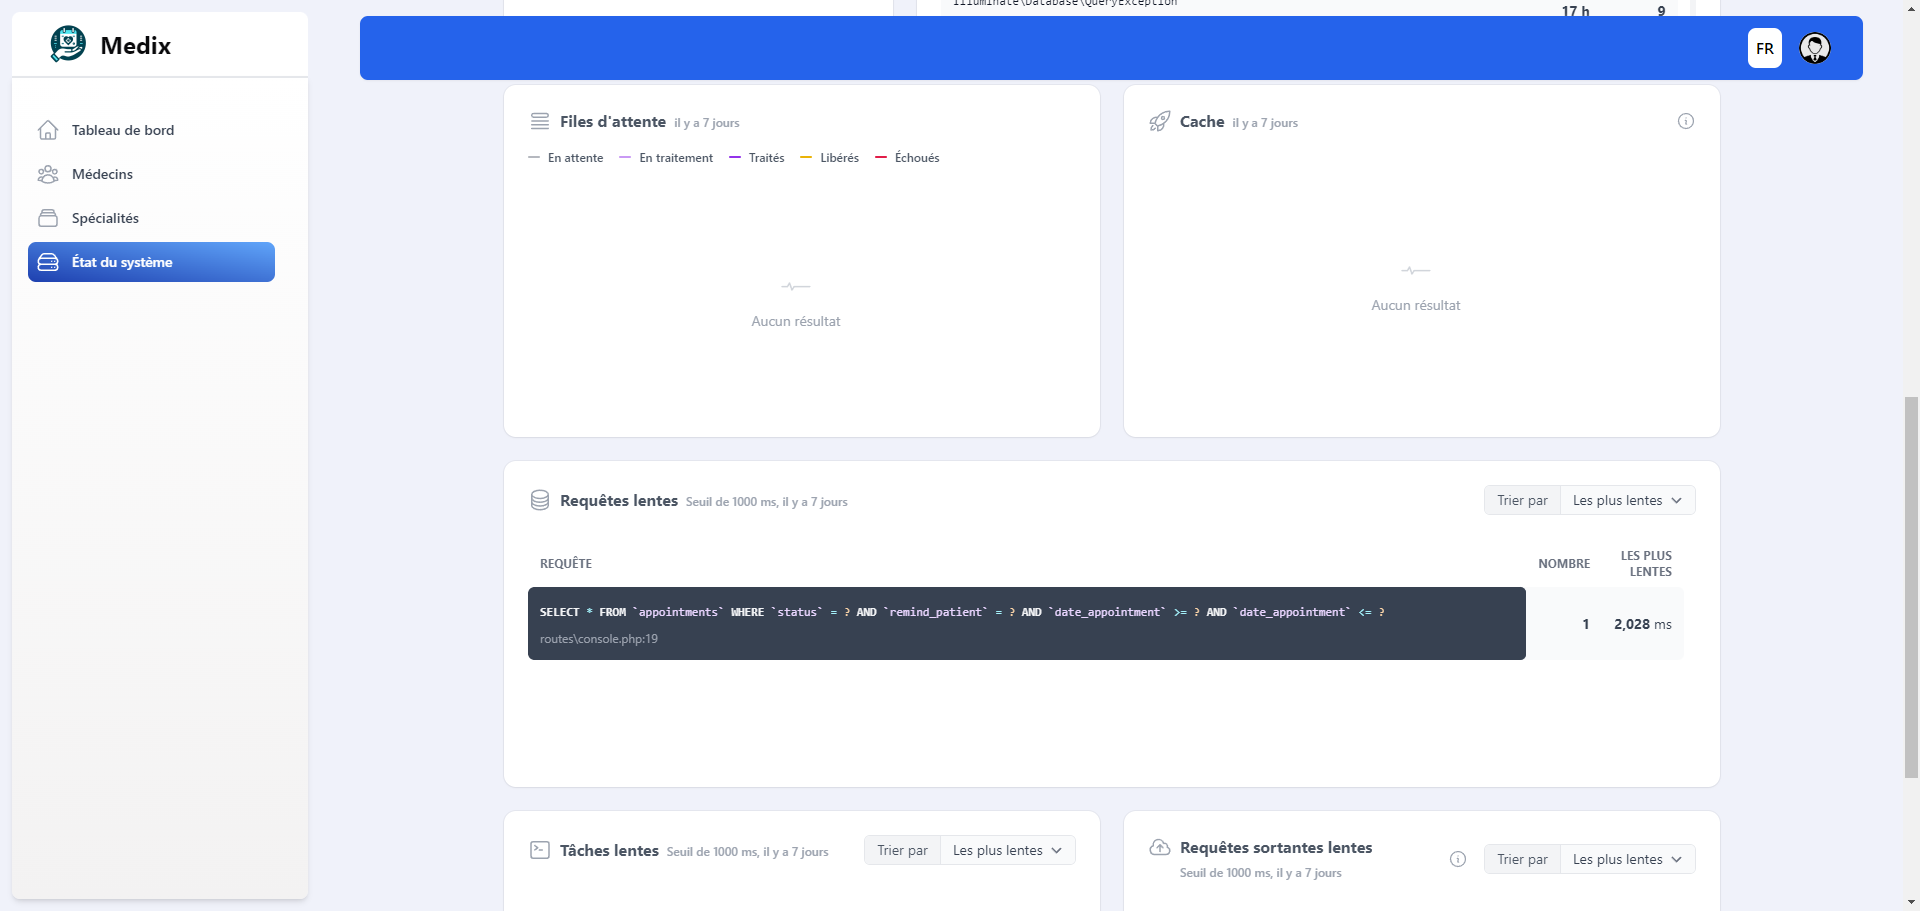 Medix
Tableau de bord
Médecins
Spécialités
État du système
Illuminate\Database\QueryException
17 h 9
FR
Files d'attente il y a 7 jours
En attente En traitement Traités Libérés Échoués
Aucun résultat
Cache il y a 7 jours
Aucun résultat
Requêtes lentes Seuil de 1000 ms, il y a 7 jours
Trier par Les plus lentes
REQUÊTE NOMBRE LES PLUS LENTES
SELECT * FROM `appointments` WHERE `status` = ? AND `remind_patient` = ? AND `date_appointment` >= ? AND `date_appointment` <= ?
routes\console.php:19
1 2,028 ms
Tâches lentes Seuil de 1000 ms, il y a 7 jours
Trier par Les plus lentes
Requêtes sortantes lentes
Seuil de 1000 ms, il y a 7 jours
Trier par Les plus lentes